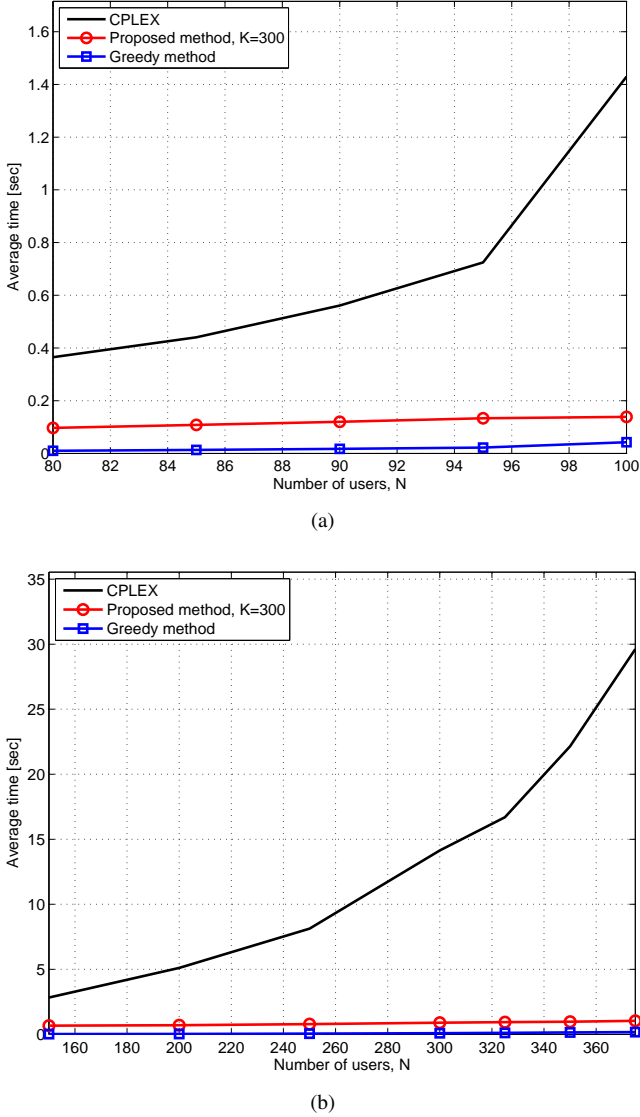 1.6
1.4
1.2
1
0.8
0.6
0.4
0.2
0
Average time [sec]
CPLEX
Proposed method, K=300
Greedy method
80 82 84 86 88 90 92 94 96 98 100
Number of users, N
(a)
35
30
25
20
15
10
5
0
Average time [sec]
CPLEX
Proposed method, K=300
Greedy method
160 180 200 220 240 260 280 300 320 340 360
Number of users, N
(b)